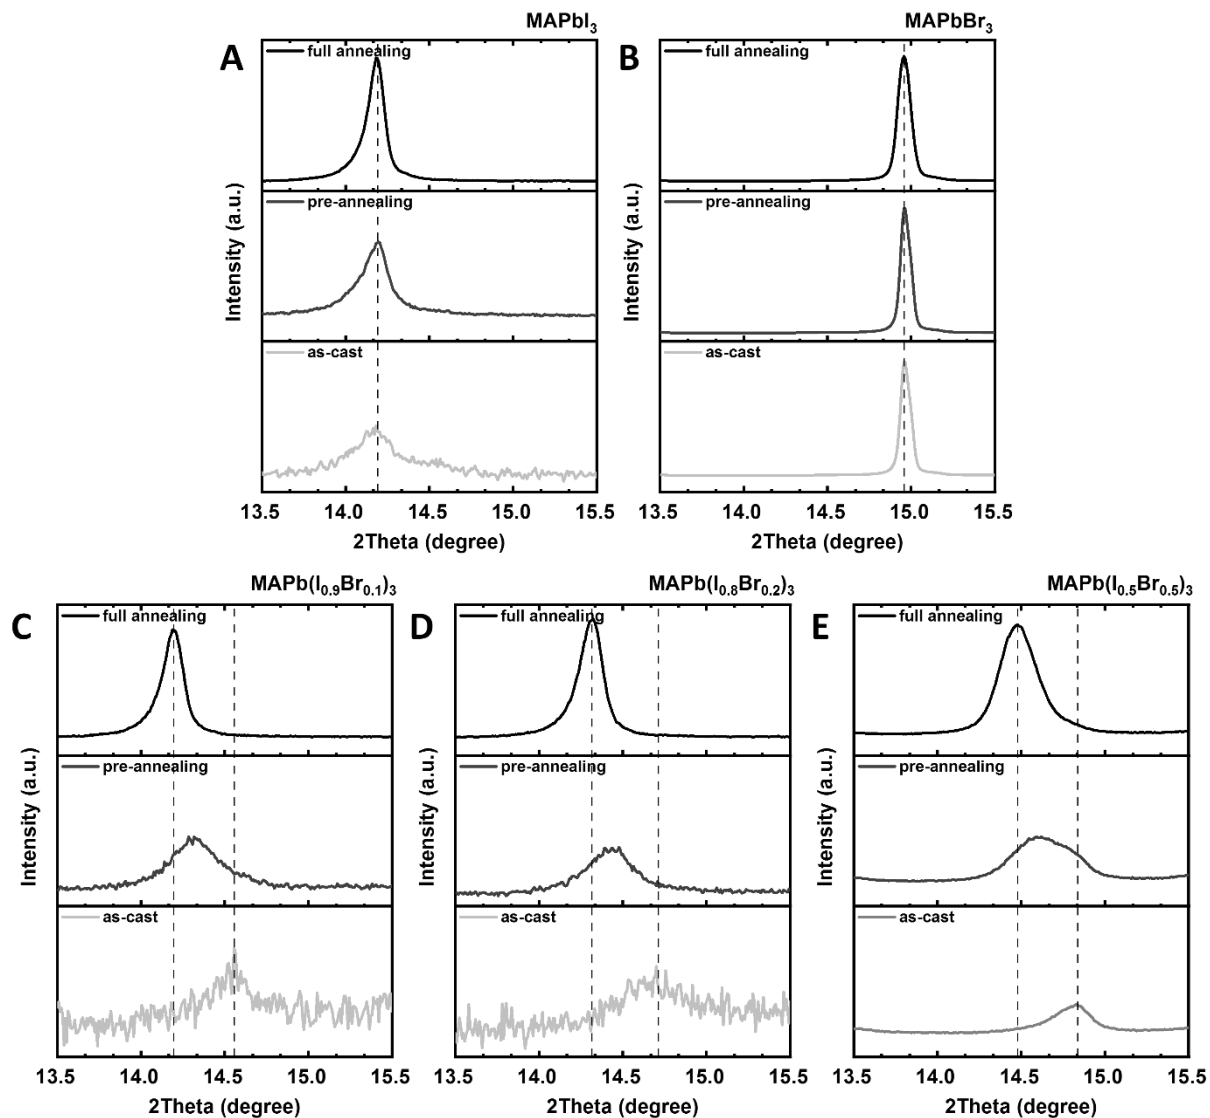 MAPbI₃
A
full annealing
pre-annealing
as-cast
Intensity (a.u.)
13.5 14.0 14.5 15.0 15.5
2Theta (degree)
MAPbBr₃
B
full annealing
pre-annealing
as-cast
Intensity (a.u.)
13.5 14.0 14.5 15.0 15.5
2Theta (degree)
MAPb(I₀.₉Br₀.₁)₃
C
full annealing
pre-annealing
as-cast
Intensity (a.u.)
13.5 14.0 14.5 15.0 15.5
2Theta (degree)
MAPb(I₀.₈Br₀.₂)₃
D
full annealing
pre-annealing
as-cast
Intensity (a.u.)
13.5 14.0 14.5 15.0 15.5
2Theta (degree)
MAPb(I₀.₅Br₀.₅)₃
E
full annealing
pre-annealing
as-cast
Intensity (a.u.)
13.5 14.0 14.5 15.0 15.5
2Theta (degree)